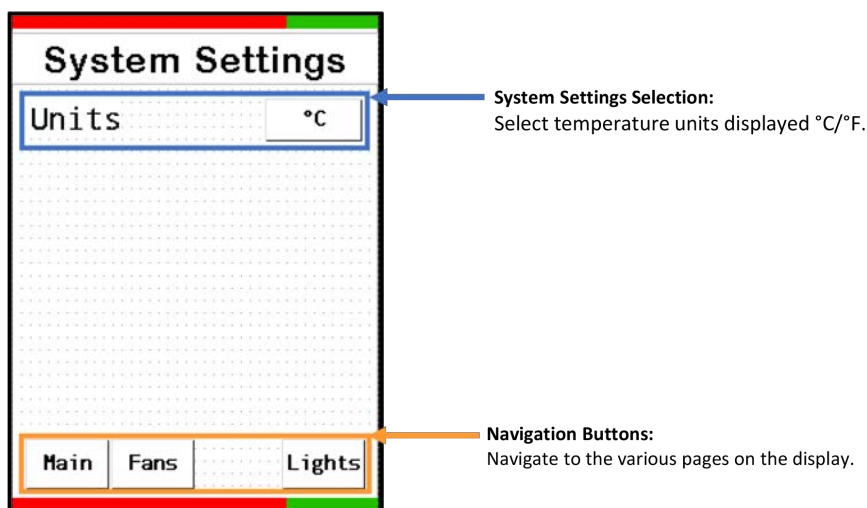 System Settings
Units °C
System Settings Selection:
Select temperature units displayed °C/°F.
Navigation Buttons:
Navigate to the various pages on the display.
Main Fans Lights